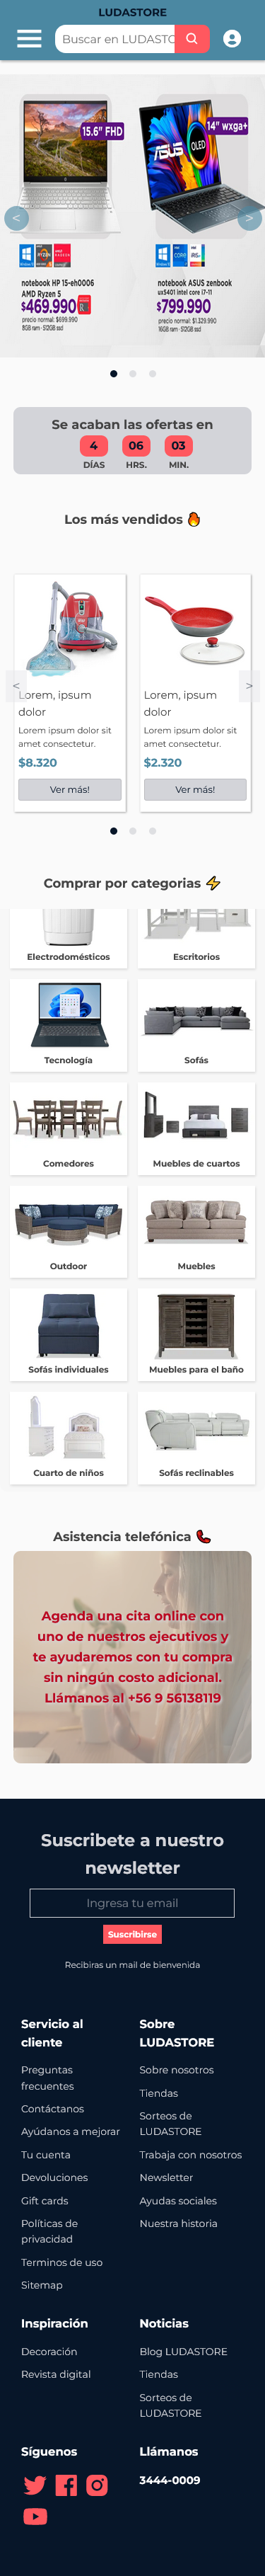 LUDASTORE
Buscar en LUDASTO
15.6" FHD
14" wxga+
OLED
< >
notebook HP 15-eh0006
AMD Ryzen 5
$469.990
precio normal: $699.990
8GB ram · 512GB ssd
notebook ASUS zenbook
ux5401 intel core i7-11
$799.990
precio normal: $1.329.990
16GB ram · 512GB ssd
Se acaban las ofertas en
4 06 03
DÍAS HRS. MIN.
Los más vendidos
< >
Lorem, ipsum
dolor
Lorem ipsum dolor sit
amet consectetur.
$8.320
Ver más!
Lorem, ipsum
dolor
Lorem ipsum dolor sit
amet consectetur.
$2.320
Ver más!
Comprar por categorias
Electrodomésticos
Escritorios
Tecnología
Sofás
Comedores
Muebles de cuartos
Outdoor
Muebles
Sofás individuales
Muebles para el baño
Cuarto de niños
Sofás reclinables
Asistencia telefónica
Agenda una cita online con
uno de nuestros ejecutivos y
te ayudaremos con tu compra
sin ningún costo adicional.
Llámanos al +56 9 56138119
Suscribete a nuestro
newsletter
Ingresa tu email
Suscribirse
Recibiras un mail de bienvenida
Servicio al
cliente
Preguntas
frecuentes
Contáctanos
Ayúdanos a mejorar
Tu cuenta
Devoluciones
Gift cards
Políticas de
privacidad
Terminos de uso
Sitemap
Sobre
LUDASTORE
Sobre nosotros
Tiendas
Sorteos de
LUDASTORE
Trabaja con nosotros
Newsletter
Ayudas sociales
Nuestra historia
Inspiración
Decoración
Revista digital
Noticias
Blog LUDASTORE
Tiendas
Sorteos de
LUDASTORE
Síguenos
Llámanos
3444-0009